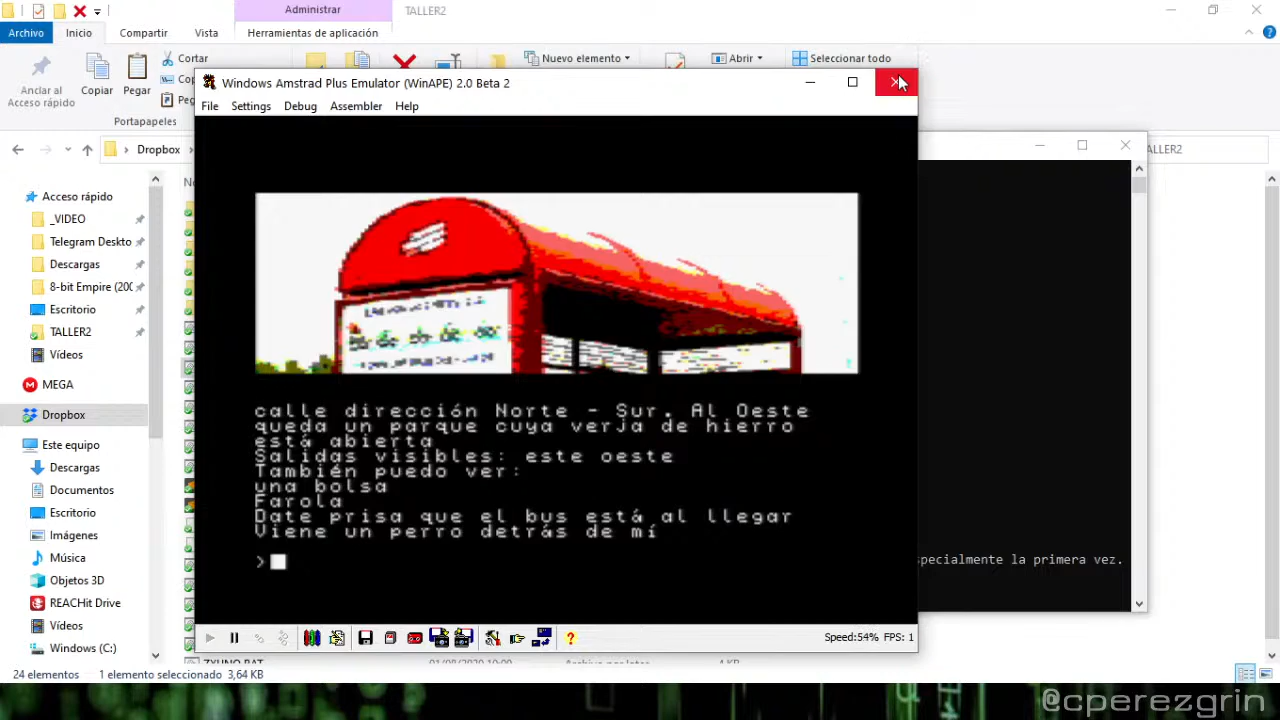 Administrar
TALLER2
Archivo
Inicio
Compartir
Vista
Herramientas de aplicación
Anclar al
Acceso rápido
Copiar
Pegar
Cortar
Nuevo elemento
Abrir
Seleccionar todo
Portapapeles
Windows Amstrad Plus Emulator (WinAPE) 2.0 Beta 2
File
Settings
Debug
Assembler
Help
Dropbox
Acceso rápido
_VIDEO
Telegram Deskto
Descargas
8-bit Empire (200
Escritorio
TALLER2
Vídeos
MEGA
Dropbox
Este equipo
Descargas
Documentos
Escritorio
Imágenes
Música
Objetos 3D
REACHit Drive
Vídeos
Windows (C:)
calle dirección Norte - Sur. Al Oeste
queda un parque cuya verja de hierro
está abierta
Salidas visibles: este oeste
También puedo ver:
una bolsa
Farola
Date prisa que el bus está al llegar
Viene un perro detrás de mí
>
specialmente la primera vez.
Speed:54% FPS: 1
24 elementos
1 elemento seleccionado 3,64 KB
@cperezgrin